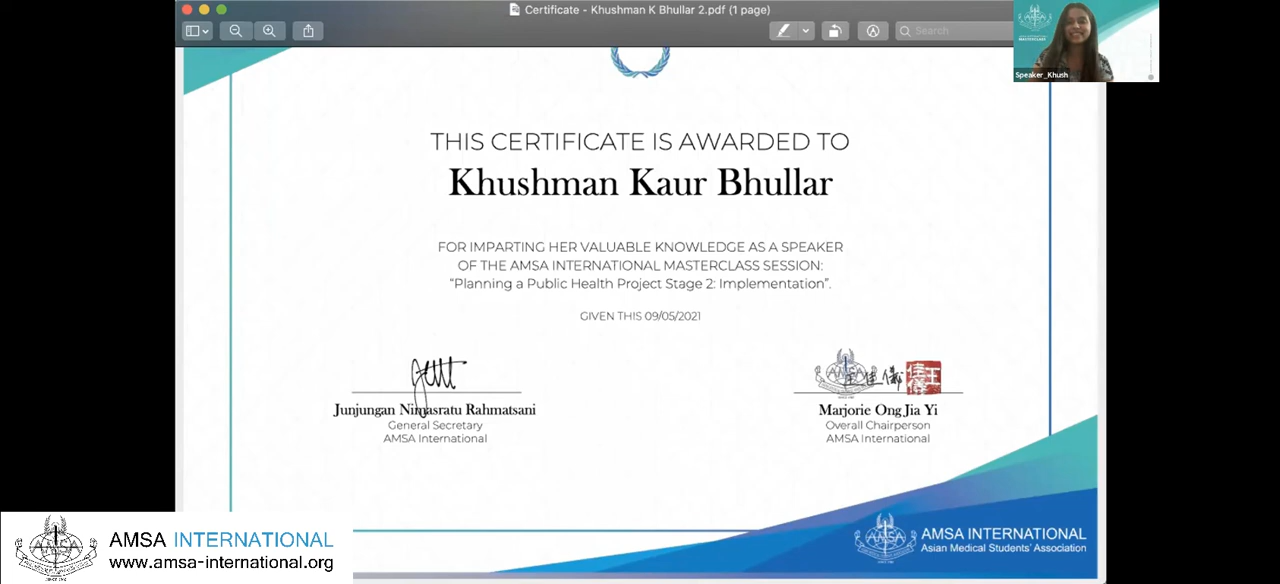 Certificate - Khushman K Bhullar 2.pdf (1 page)
Search
Speaker_Khush
THIS CERTIFICATE IS AWARDED TO
Khushman Kaur Bhullar
FOR IMPARTING HER VALUABLE KNOWLEDGE AS A SPEAKER
OF THE AMSA INTERNATIONAL MASTERCLASS SESSION:
“Planning a Public Health Project Stage 2: Implementation”.
GIVEN THIS 09/05/2021
王佳儀
Junjungan Nimasratu Rahmatsani
General Secretary
AMSA International
Marjorie Ong Jia Yi
Overall Chairperson
AMSA International
AMSA INTERNATIONAL
www.amsa-international.org
AMSA INTERNATIONAL
Asian Medical Students' Association